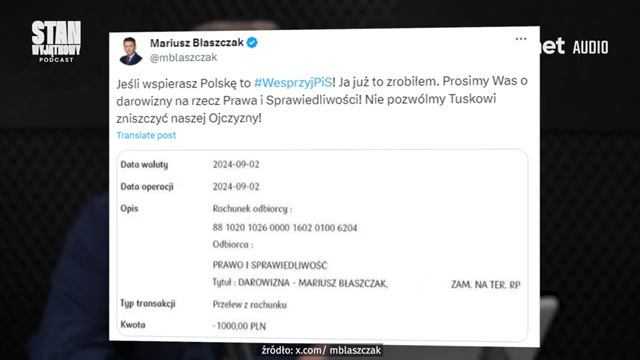 STAN
WYJĄTKOWY
PODCAST
net AUDIO
Mariusz Błaszczak
@mblaszczak
Jeśli wspierasz Polskę to #WesprzyjPiS! Ja już to zrobiłem. Prosimy Was o
darowizny na rzecz Prawa i Sprawiedliwości! Nie pozwólmy Tuskowi
zniszczyć naszej Ojczyzny!
Translate post
Data waluty 2024-09-02
Data operacji 2024-09-02
Opis Rachunek odbiorcy :
88 1020 1026 0000 1602 0100 6204
Odbiorca :
PRAWO I SPRAWIEDLIWOŚĆ
Tytuł : DAROWIZNA - MARIUSZ BŁASZCZAK, ZAM. NA TER. RP
Typ transakcji Przelew z rachunku
Kwota -1000,00 PLN
źródło: x.com/ mblaszczak